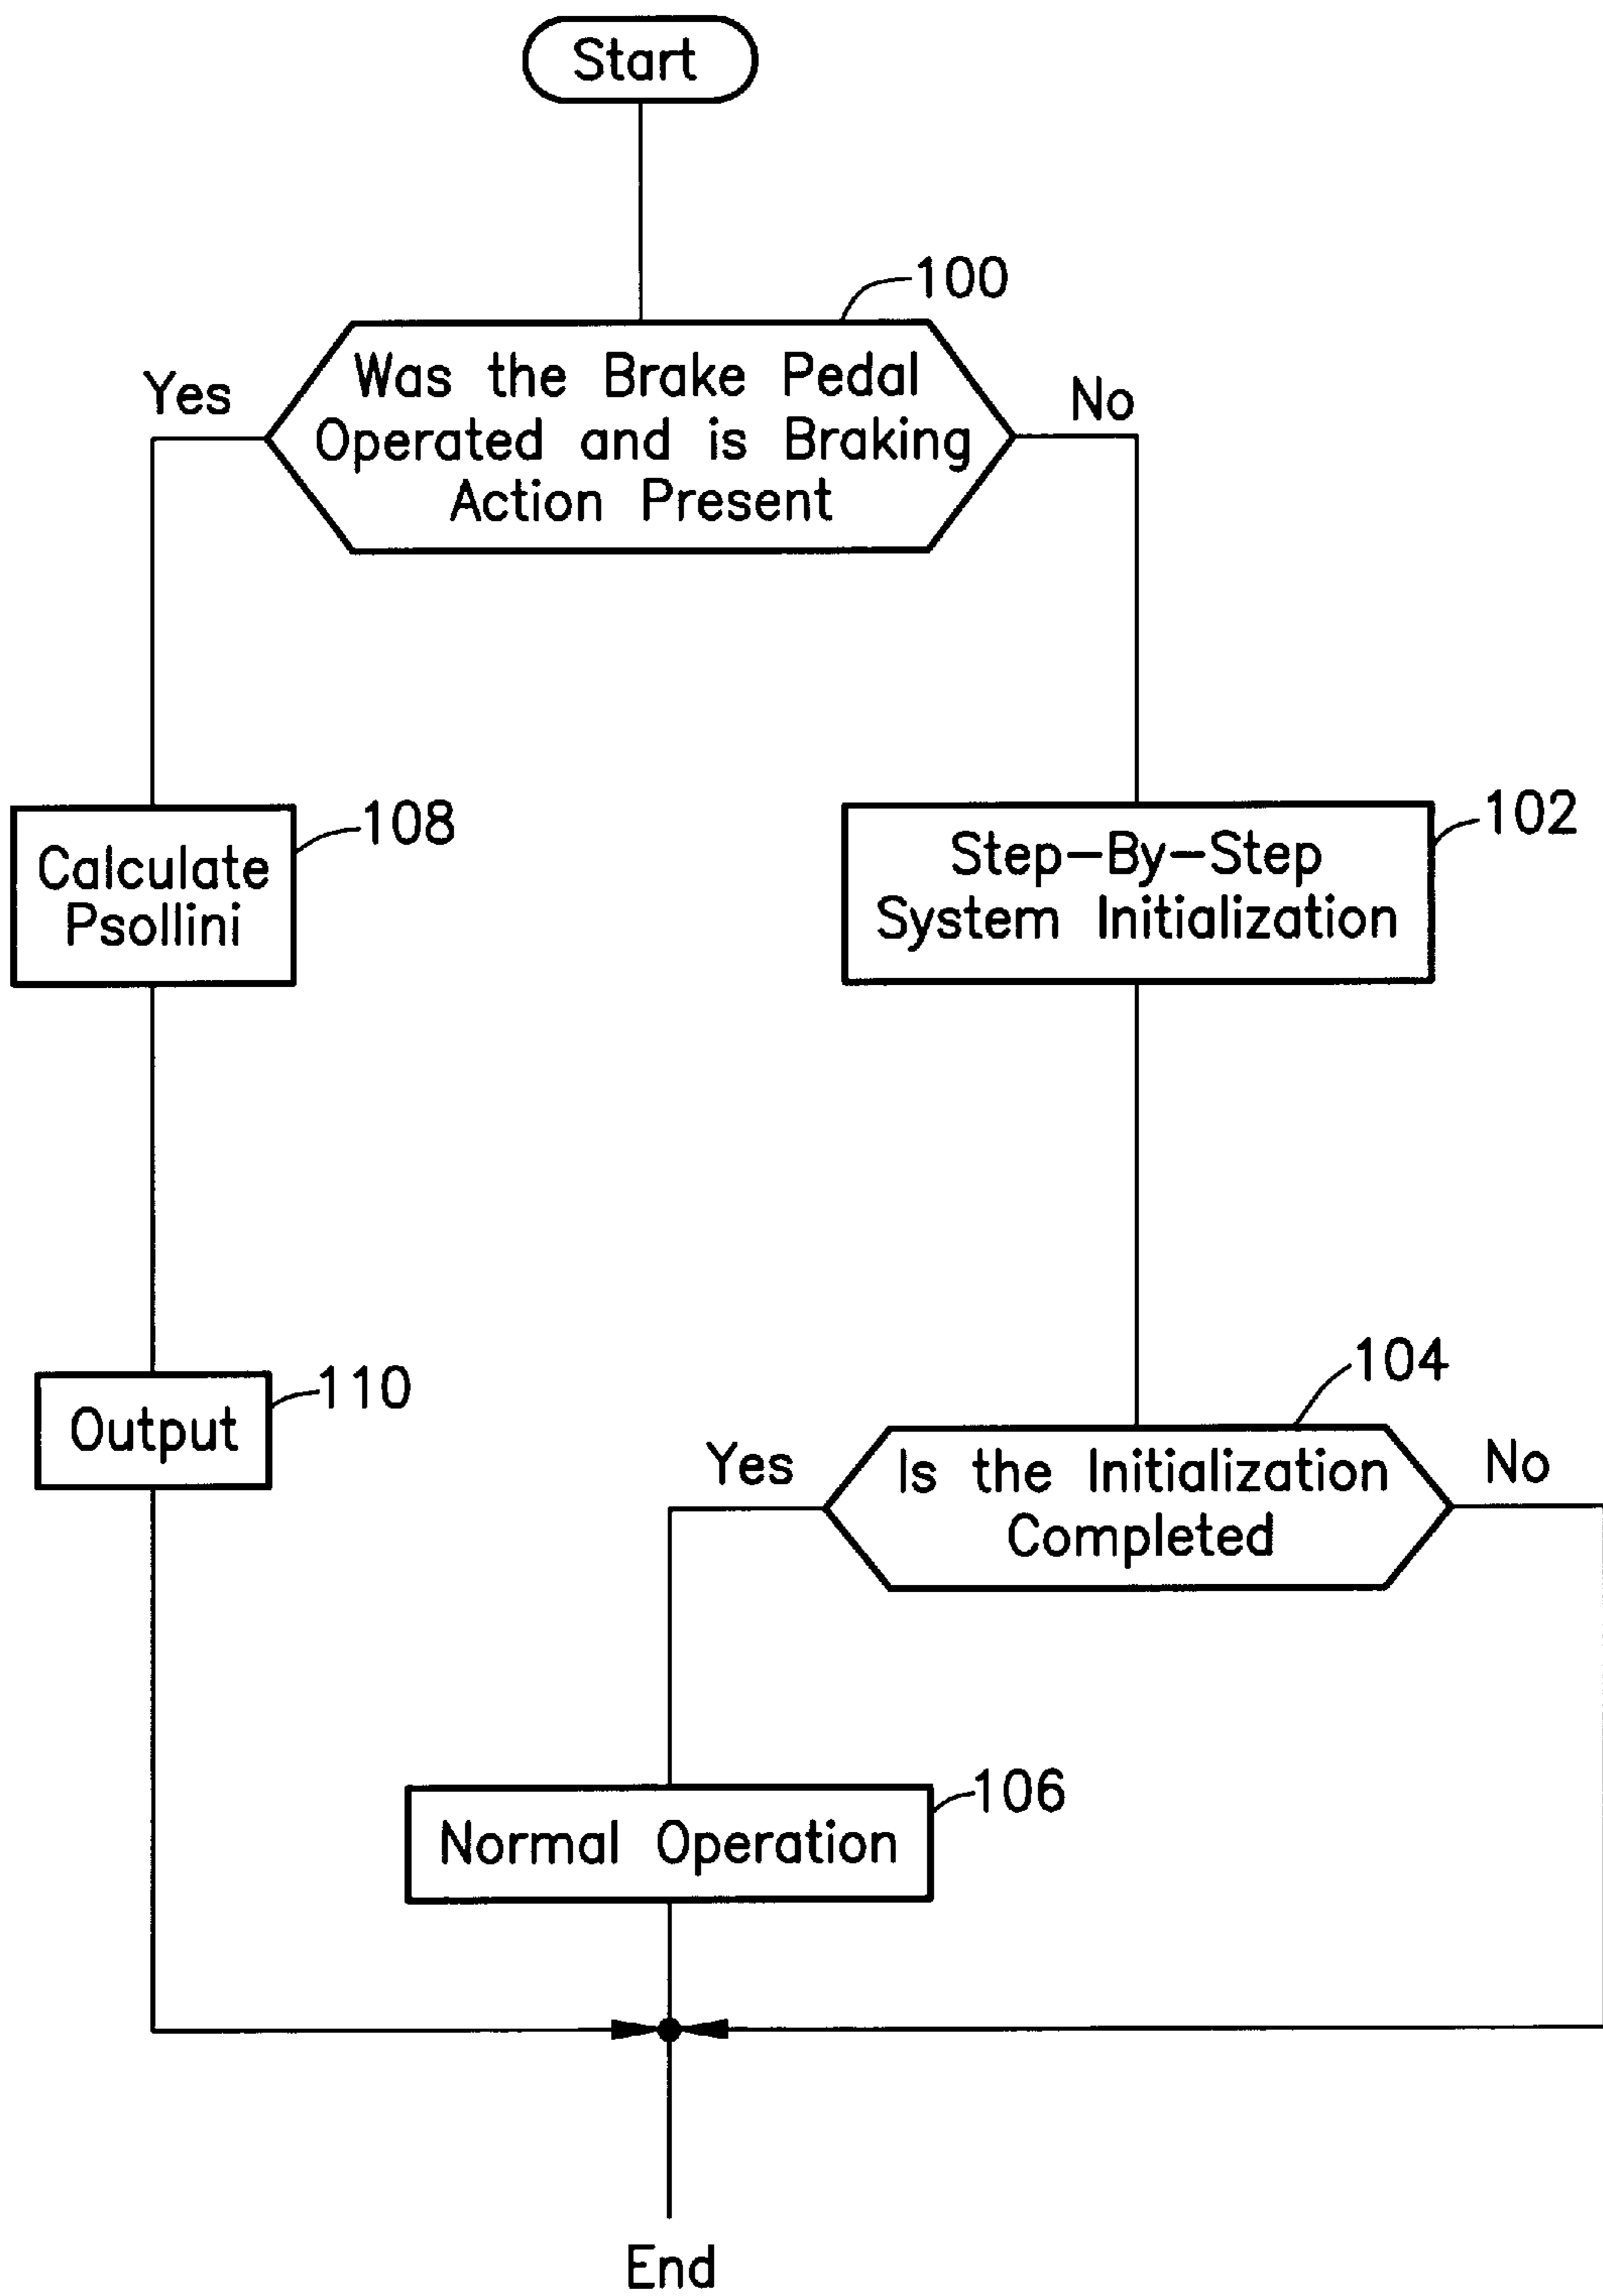 Start
100
Was the Brake Pedal
Operated and is Braking
Action Present
Yes
No
108
Calculate
Psollini
102
Step-By-Step
System Initialization
110
Output
104
Is the Initialization
Completed
Yes
No
106
Normal Operation
End